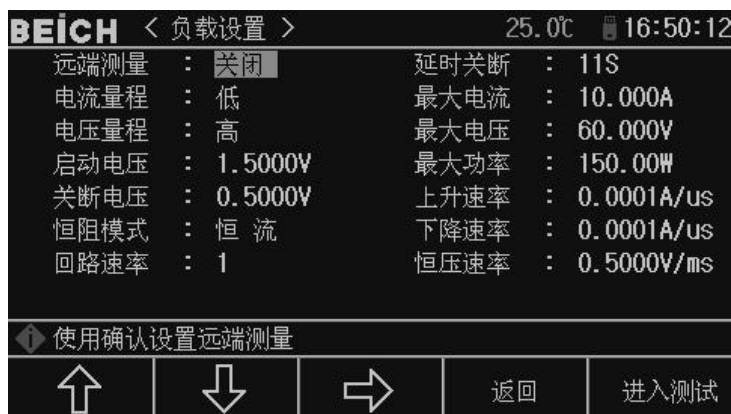 BEICH < 负载设置 > 25.0℃ 16:50:12
远端测量 : 关闭 延时关断 : 11S
电流量程 : 低 最大电流 : 10.000A
电压量程 : 高 最大电压 : 60.000V
启动电压 : 1.5000V 最大功率 : 150.00W
关断电压 : 0.5000V 上升速率 : 0.0001A/us
恒阻模式 : 恒 流 下降速率 : 0.0001A/us
回路速率 : 1 恒压速率 : 0.5000V/ms
使用确认设置远端测量
返回 进入测试